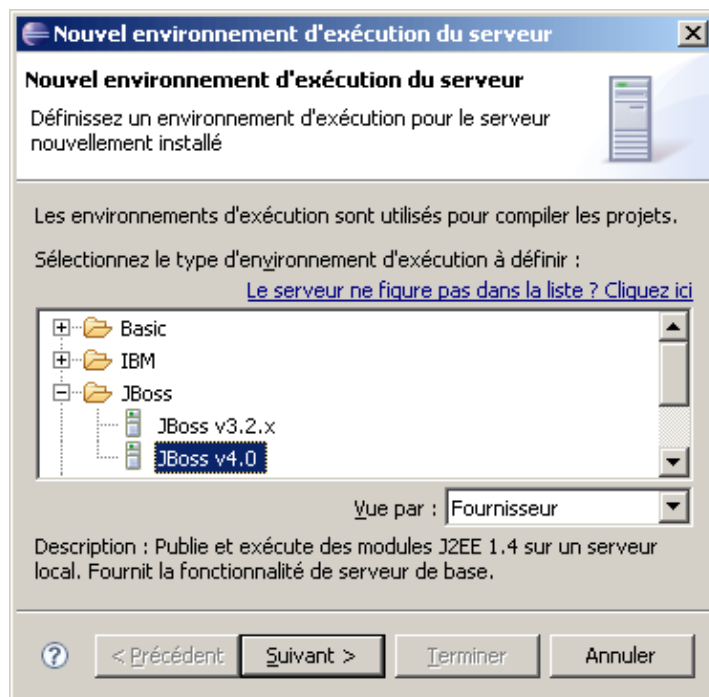 Nouvel environnement d'exécution du serveur
Nouvel environnement d'exécution du serveur
Définissez un environnement d'exécution pour le serveur
nouvellement installé
Les environnements d'exécution sont utilisés pour compiler les projets.
Sélectionnez le type d'environnement d'exécution à définir :
Le serveur ne figure pas dans la liste ? Cliquez ici
Basic
IBM
JBoss
JBoss v3.2.x
JBoss v4.0
Vue par : Fournisseur
Description : Publie et exécute des modules J2EE 1.4 sur un serveur
local. Fournit la fonctionnalité de serveur de base.
? < Précédent Suivant > Terminer Annuler